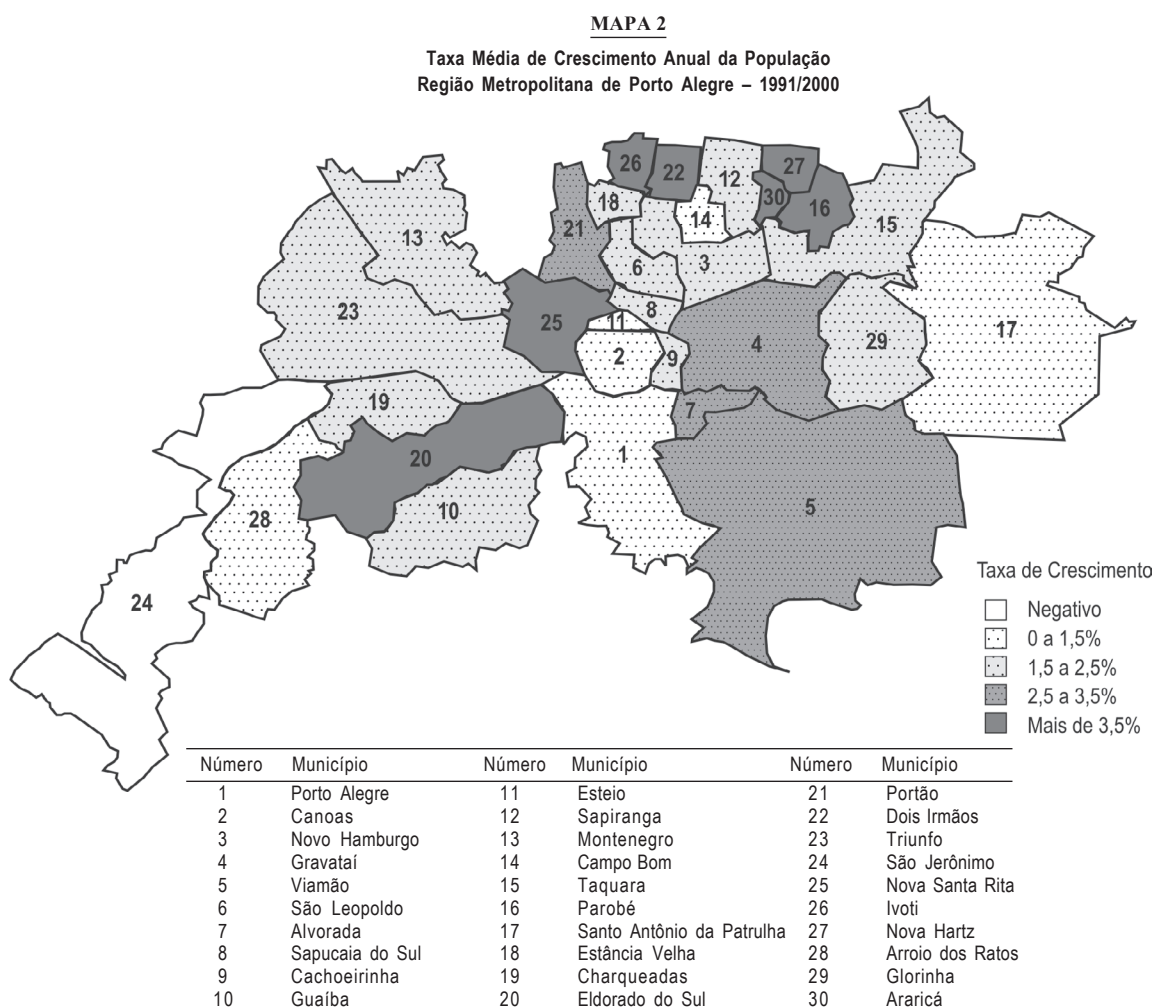 MAPA 2
Taxa Média de Crescimento Anual da População
Região Metropolitana de Porto Alegre – 1991/2000
26
22
12
27
30
16
15
18
14
21
13
6
3
17
23
25
8
11
4
29
2
9
19
7
1
20
5
10
28
24
Taxa de Crescimento
Negativo
0 a 1,5%
1,5 a 2,5%
2,5 a 3,5%
Mais de 3,5%
Número Município Número Município Número Município
1 Porto Alegre 11 Esteio 21 Portão
2 Canoas 12 Sapiranga 22 Dois Irmãos
3 Novo Hamburgo 13 Montenegro 23 Triunfo
4 Gravataí 14 Campo Bom 24 São Jerônimo
5 Viamão 15 Taquara 25 Nova Santa Rita
6 São Leopoldo 16 Parobé 26 Ivoti
7 Alvorada 17 Santo Antônio da Patrulha 27 Nova Hartz
8 Sapucaia do Sul 18 Estância Velha 28 Arroio dos Ratos
9 Cachoeirinha 19 Charqueadas 29 Glorinha
10 Guaíba 20 Eldorado do Sul 30 Araricá